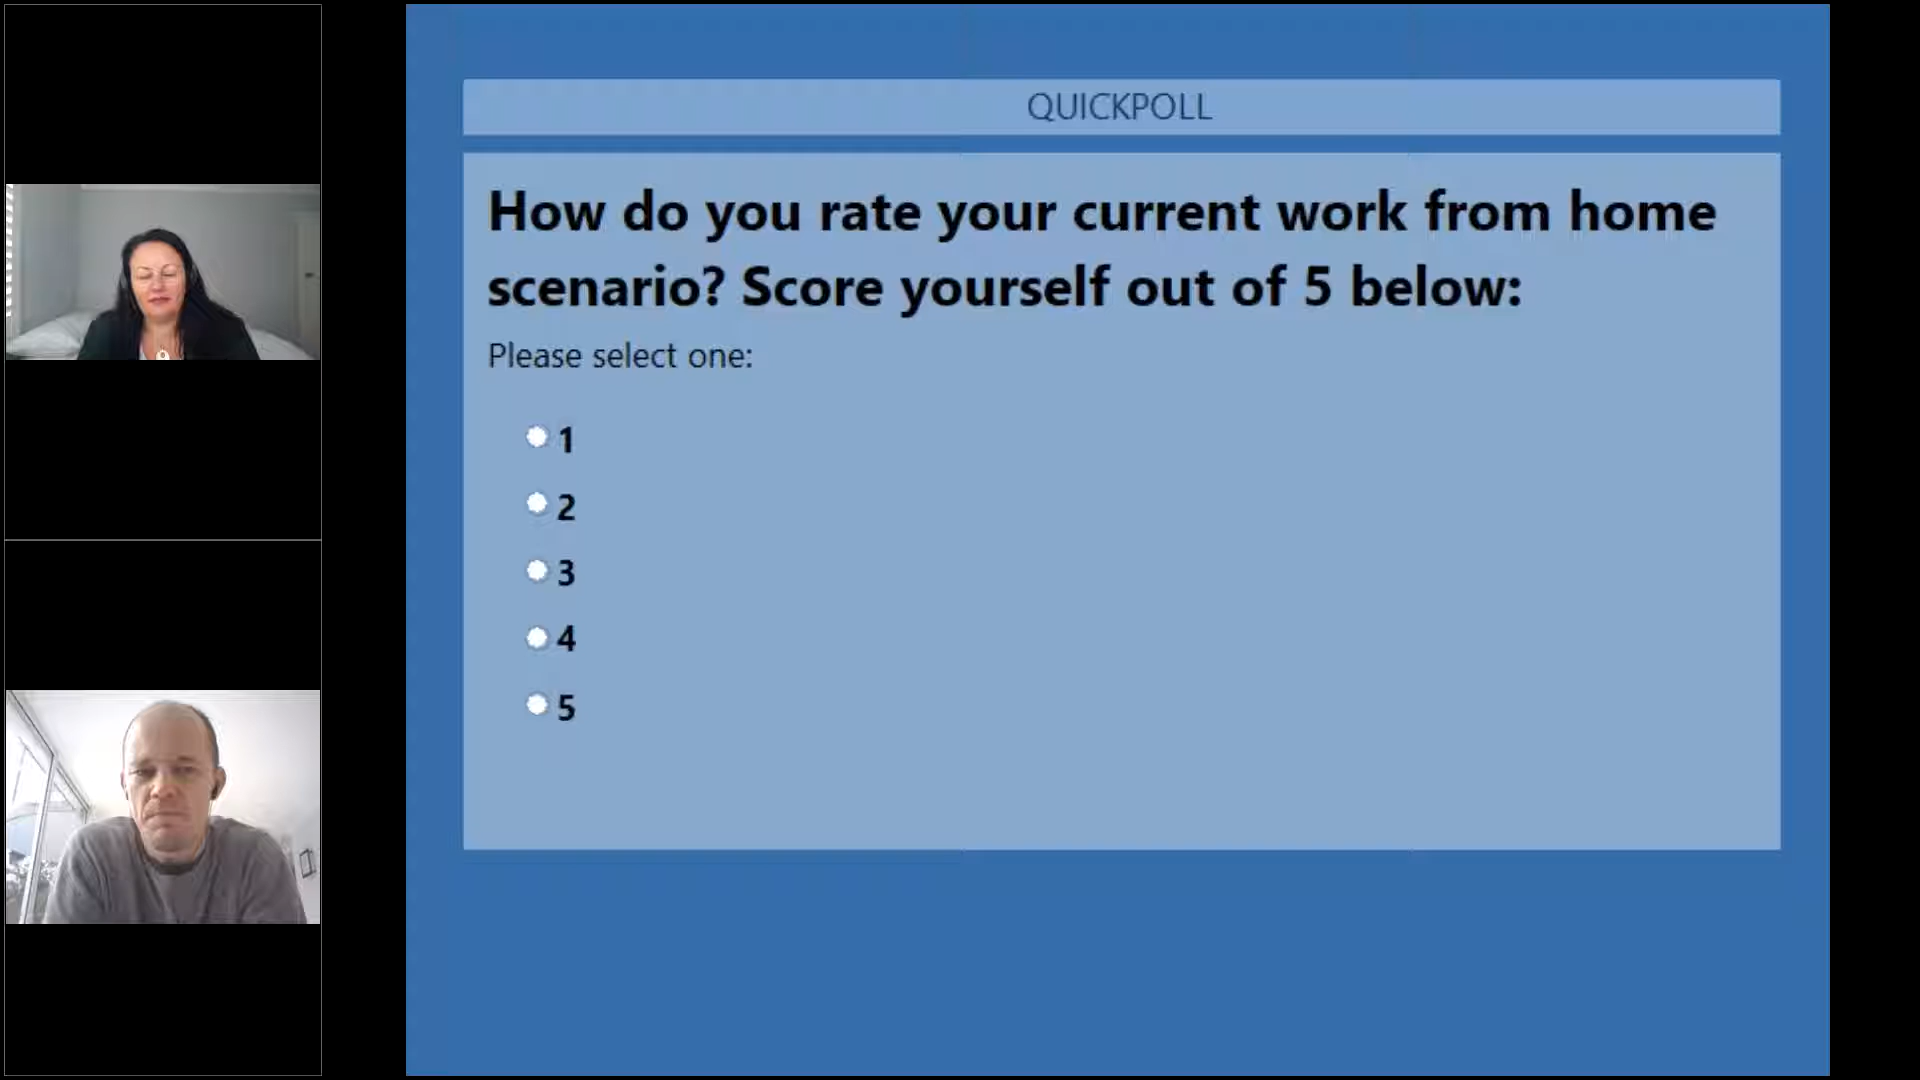 QUICKPOLL
How do you rate your current work from home
scenario? Score yourself out of 5 below:
Please select one:
1
2
3
4
5